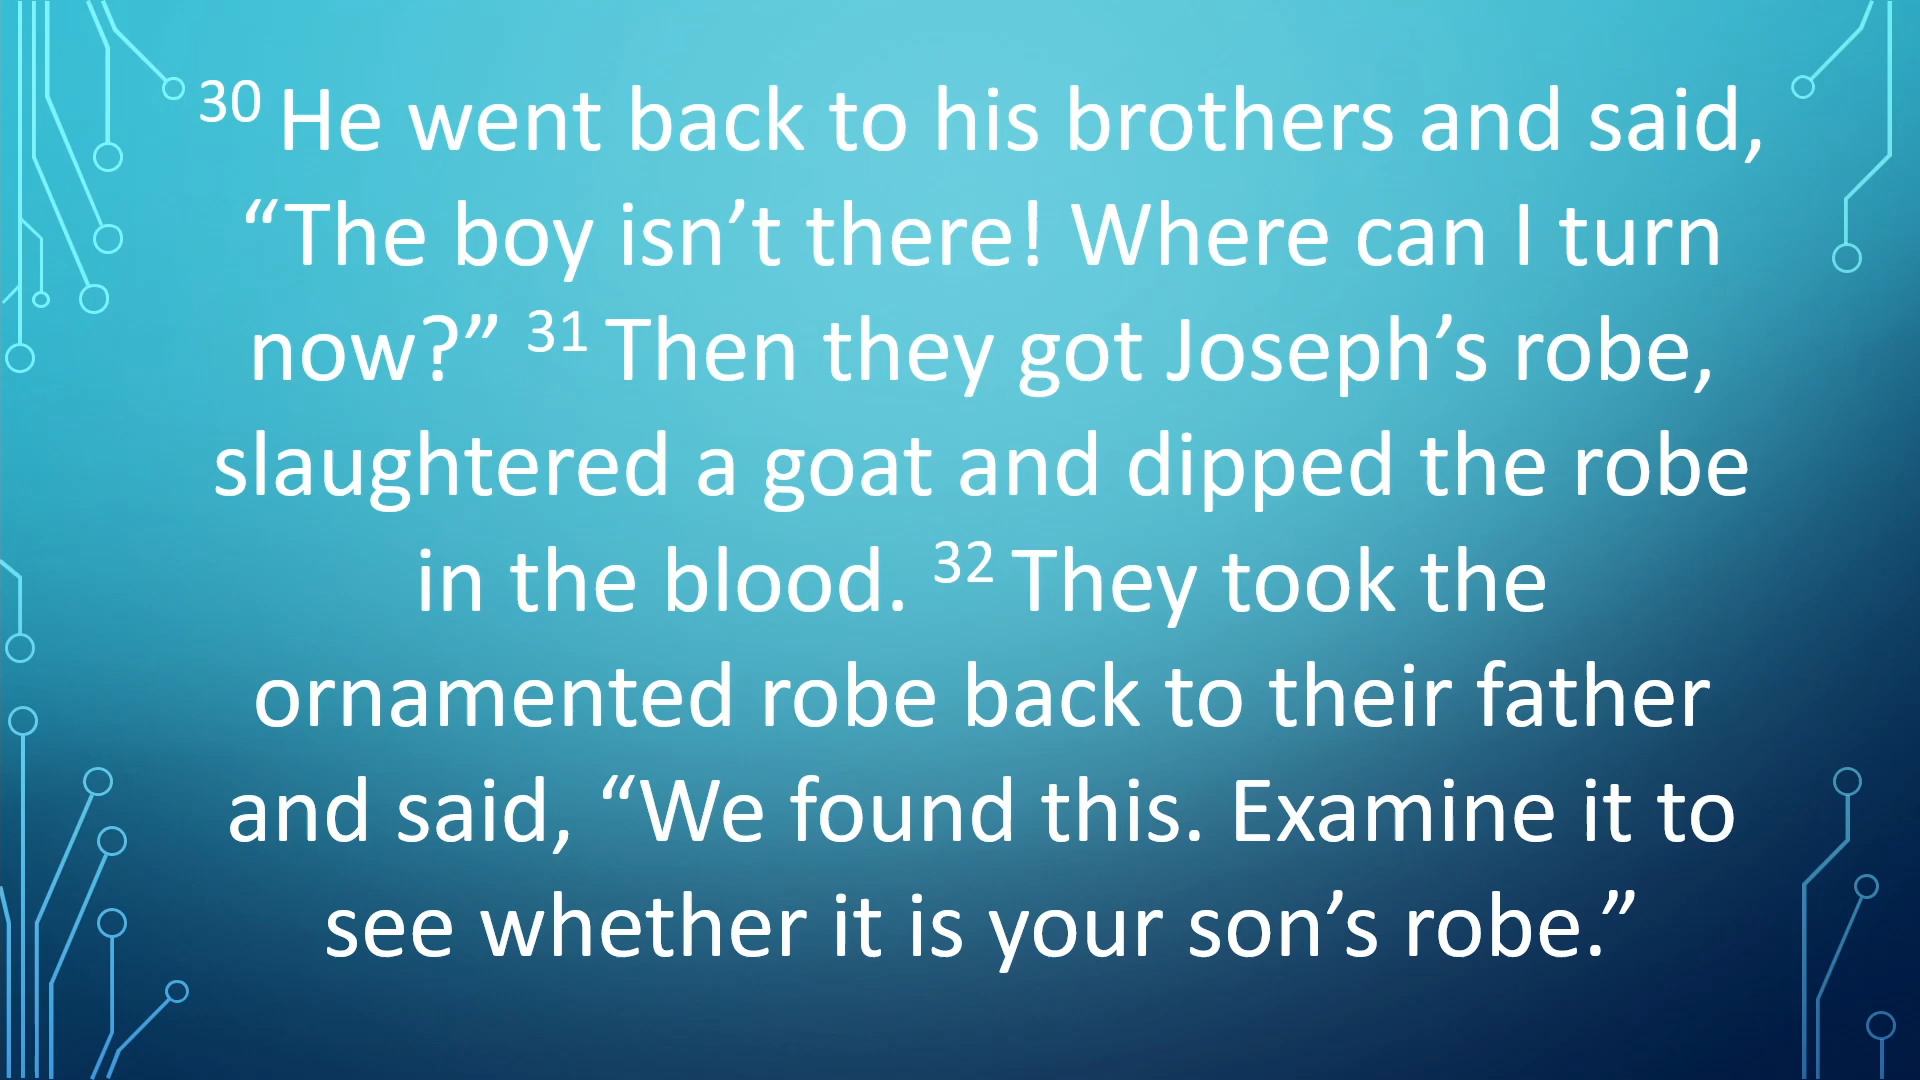 30 He went back to his brothers and said,
“The boy isn’t there! Where can I turn
now?” 31 Then they got Joseph’s robe,
slaughtered a goat and dipped the robe
in the blood. 32 They took the
ornamented robe back to their father
and said, “We found this. Examine it to
see whether it is your son’s robe.”